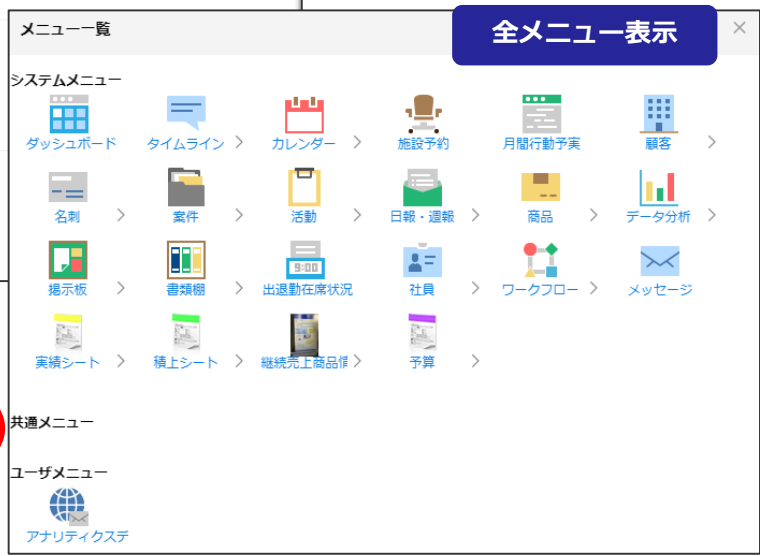 メニュー一覧
全メニュー表示
システムメニュー
ダッシュボード
タイムライン
カレンダー
施設予約
月間行動予実
顧客
名刺
案件
活動
日報・週報
商品
データ分析
掲示板
書類棚
9:00
出退勤在席状況
社員
ワークフロー
メッセージ
実績シート
積上シート
継続売上商品情
予算
共通メニュー
ユーザメニュー
アナリティクスデ